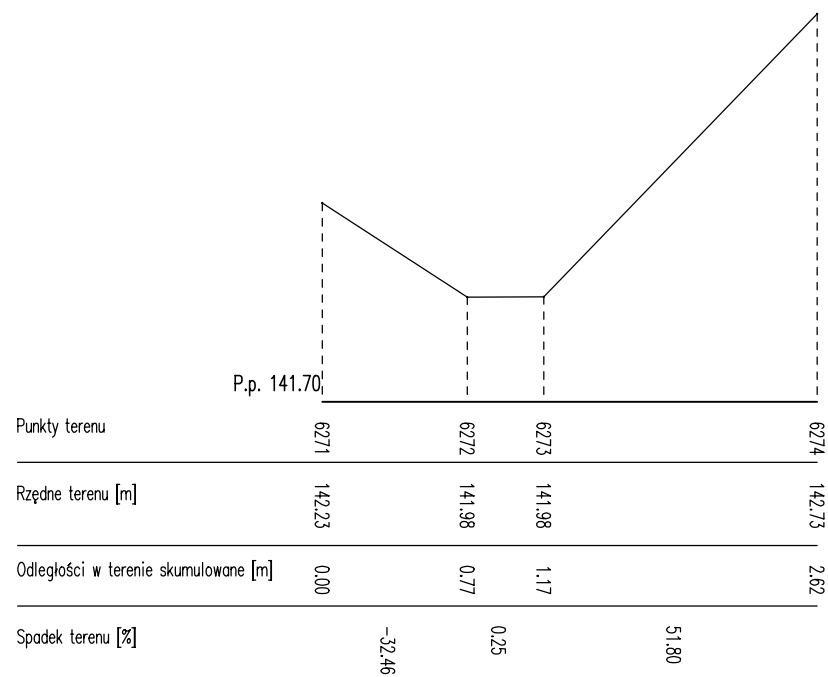 P.p. 141.70
Punkty terenu 6271 6272 6273 6274
Rzędne terenu [m] 142.23 141.98 141.98 142.73
Odległości w terenie skumulowane [m] 0.00 0.77 1.17 2.62
Spadek terenu [%] -32.46 0.25 51.80